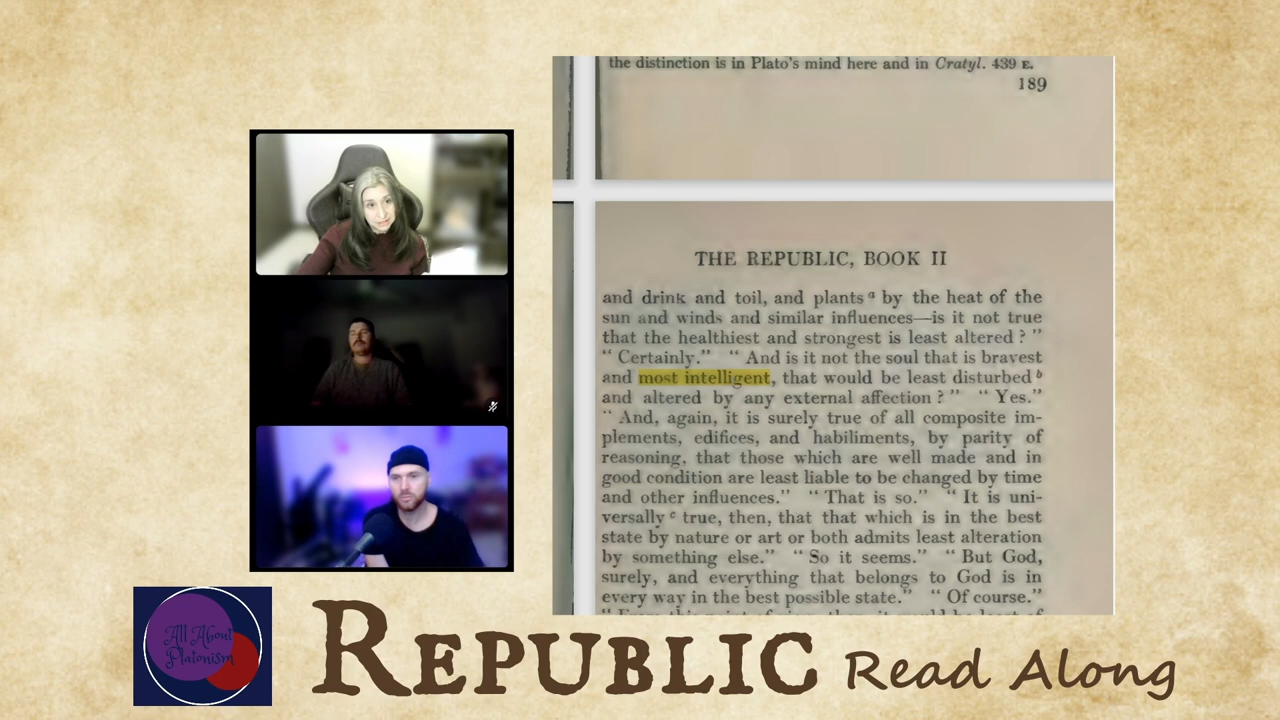 the distinction is in Plato's mind here and in Cratyl. 439 E.
189
THE REPUBLIC, BOOK II
and drink and toil, and plants a by the heat of the
sun and winds and similar influences—is it not true
that the healthiest and strongest is least altered ? ”
“ Certainly.” “ And is it not the soul that is bravest
and most intelligent, that would be least disturbed b
and altered by any external affection ? ” “ Yes.”
“ And, again, it is surely true of all composite im-
plements, edifices, and habiliments, by parity of
reasoning, that those which are well made and in
good condition are least liable to be changed by time
and other influences.” “ That is so.” “ It is uni-
versally c true, then, that that which is in the best
state by nature or art or both admits least alteration
by something else.” “ So it seems.” “ But God,
surely, and everything that belongs to God is in
every way in the best possible state.” “ Of course.”
All About
Platonism
REPUBLIC Read Along